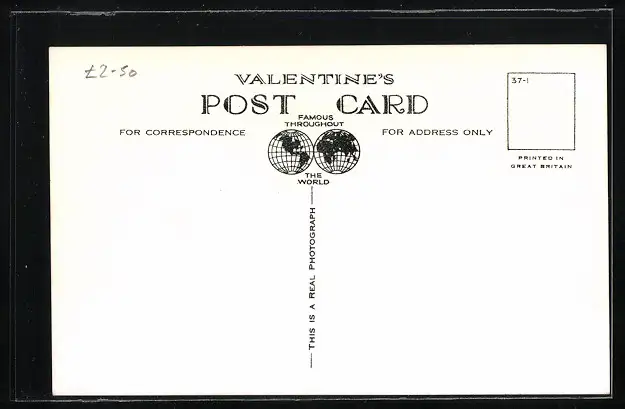 £2-50
VALENTINE'S
POST CARD
FAMOUS
THROUGHOUT
FOR CORRESPONDENCE
FOR ADDRESS ONLY
THE
WORLD
37-1
PRINTED IN
GREAT BRITAIN
THIS IS A REAL PHOTOGRAPH